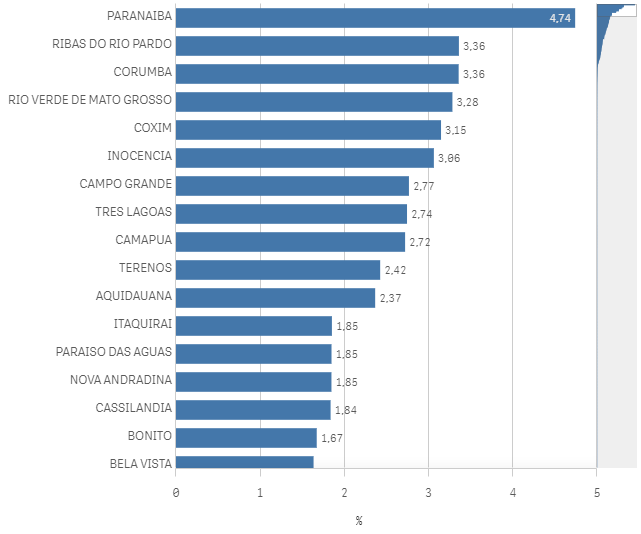 PARANAIBA 4,74
RIBAS DO RIO PARDO 3,36
CORUMBA 3,36
RIO VERDE DE MATO GROSSO 3,28
COXIM 3,15
INOCENCIA 3,06
CAMPO GRANDE 2,77
TRES LAGOAS 2,74
CAMAPUA 2,72
TERENOS 2,42
AQUIDAUANA 2,37
ITAQUIRAI 1,85
PARAISO DAS AGUAS 1,85
NOVA ANDRADINA 1,85
CASSILANDIA 1,84
BONITO 1,67
BELA VISTA
0 1 2 3 4 5
%